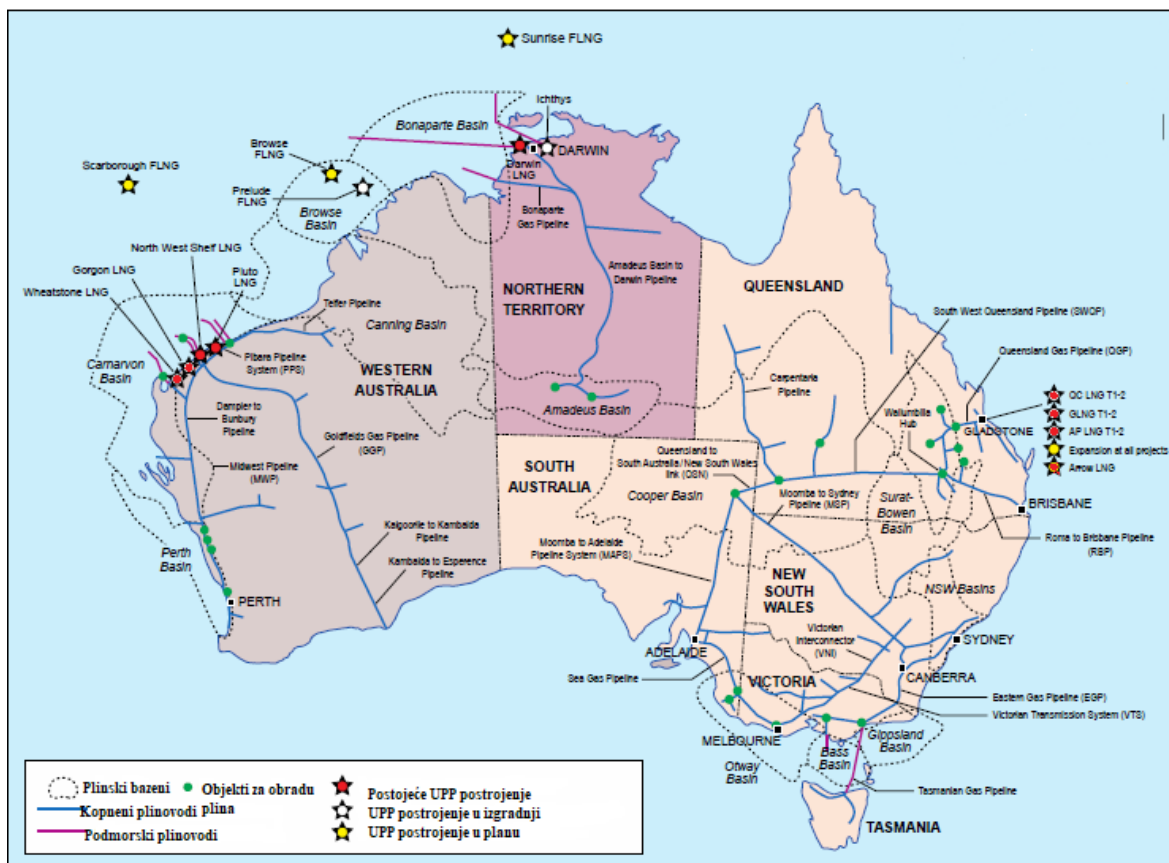 Sunrise FLNG
Ichthys
Bonaparte Basin
DARWIN
Darwin
LNG
Browse
FLNG
Scarborough FLNG
Prelude
FLNG
Browse
Basin
Bonaparte
Gas Pipeline
North West Shelf LNG
Gorgon LNG
Pluto
LNG
Wheatstone LNG
Amadeus Basin to
Darwin Pipeline
NORTHERN
TERRITORY
QUEENSLAND
Telfer Pipeline
Canning Basin
South West Queensland Pipeline (SWQP)
Carnarvon
Basin
Pilbara Pipeline
System (PPS)
WESTERN
AUSTRALIA
Queensland Gas Pipeline (QGP)
Carpentaria
Pipeline
Wallumbilla
Hub
GLADSTONE
QC LNG T1-2
GLNG T1-2
AP LNG T1-2
Expansion at all projects
Arrow LNG
Dampier to
Bunbury
Pipeline
Amadeus Basin
Goldfields Gas Pipeline
(GGP)
Midwest Pipeline
(MWP)
SOUTH
AUSTRALIA
Queensland to
South Australia/New South Wales
link (QSN)
Cooper Basin
Moomba to Sydney
Pipeline (MSP)
Surat-
Bowen
Basin
BRISBANE
Roma to Brisbane Pipeline
(RBP)
Kalgoorlie to Kambalda
Pipeline
Moomba to Adelaide
Pipeline System (MAPS)
Perth
Basin
Kambalda to Esperence
Pipeline
NEW
SOUTH
WALES
NSW Basins
PERTH
Victorian
Interconnector
(VNI)
SYDNEY
ADELAIDE
CANBERRA
Sea Gas Pipeline
VICTORIA
Eastern Gas Pipeline (EGP)
Victorian Transmission System (VTS)
MELBOURNE
Gippsland
Basin
Bass
Basin
Otway
Basin
Tasmanian Gas Pipeline
TASMANIA
Plinski bazeni
Objekti za obradu
plina
Postojeće UPP postrojenje
Kopneni plinovodi
UPP postrojenje u izgradnji
Podmorski plinovodi
UPP postrojenje u planu